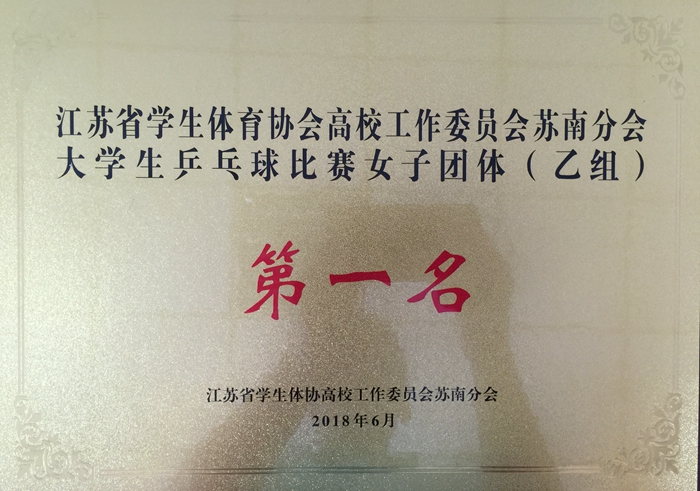 江苏省学生体育协会高校工作委员会苏南分会
大学生乒乓球比赛女子团体（乙组）
第一名
江苏省学生体协高校工作委员会苏南分会
2018年6月